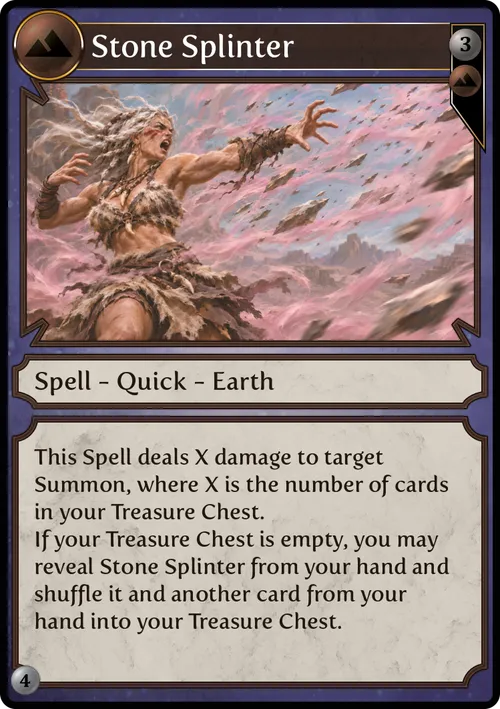 Stone Splinter
3
Spell - Quick - Earth
This Spell deals X damage to target
Summon, where X is the number of cards
in your Treasure Chest.
If your Treasure Chest is empty, you may
reveal Stone Splinter from your hand and
shuffle it and another card from your
hand into your Treasure Chest.
4